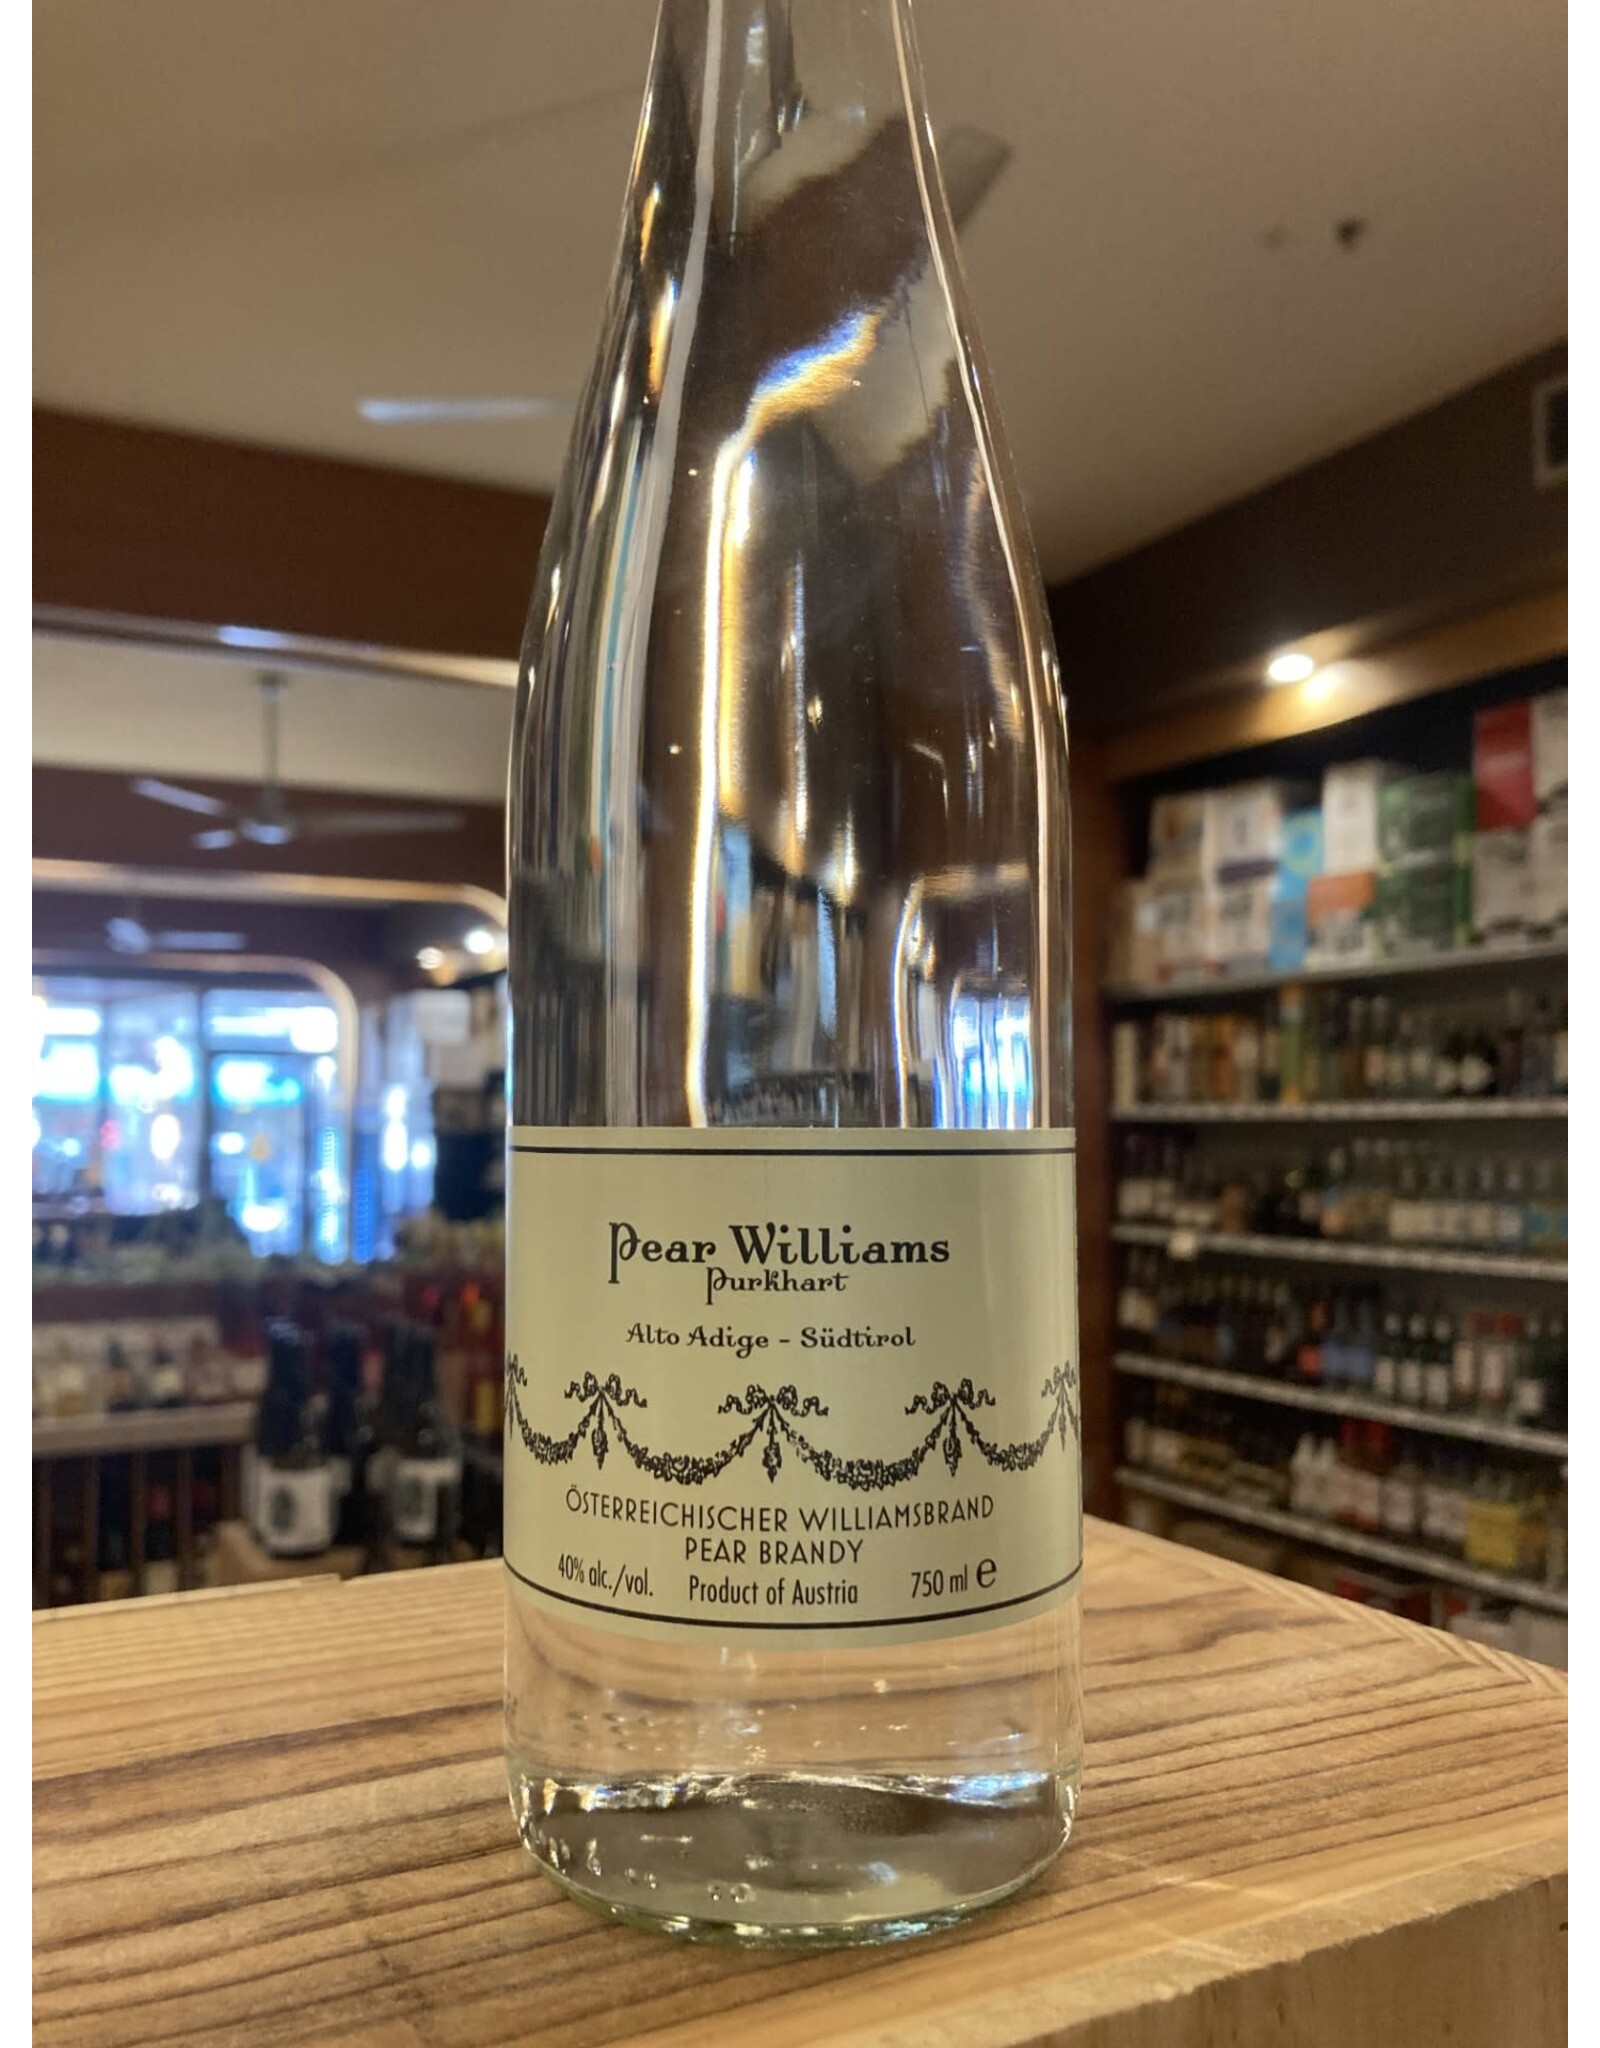 Pear Williams
Purkhart
Alto Adige - Südtirol
ÖSTERREICHISCHER WILLIAMSBRAND
PEAR BRANDY
40% alc./vol. Product of Austria 750 ml e